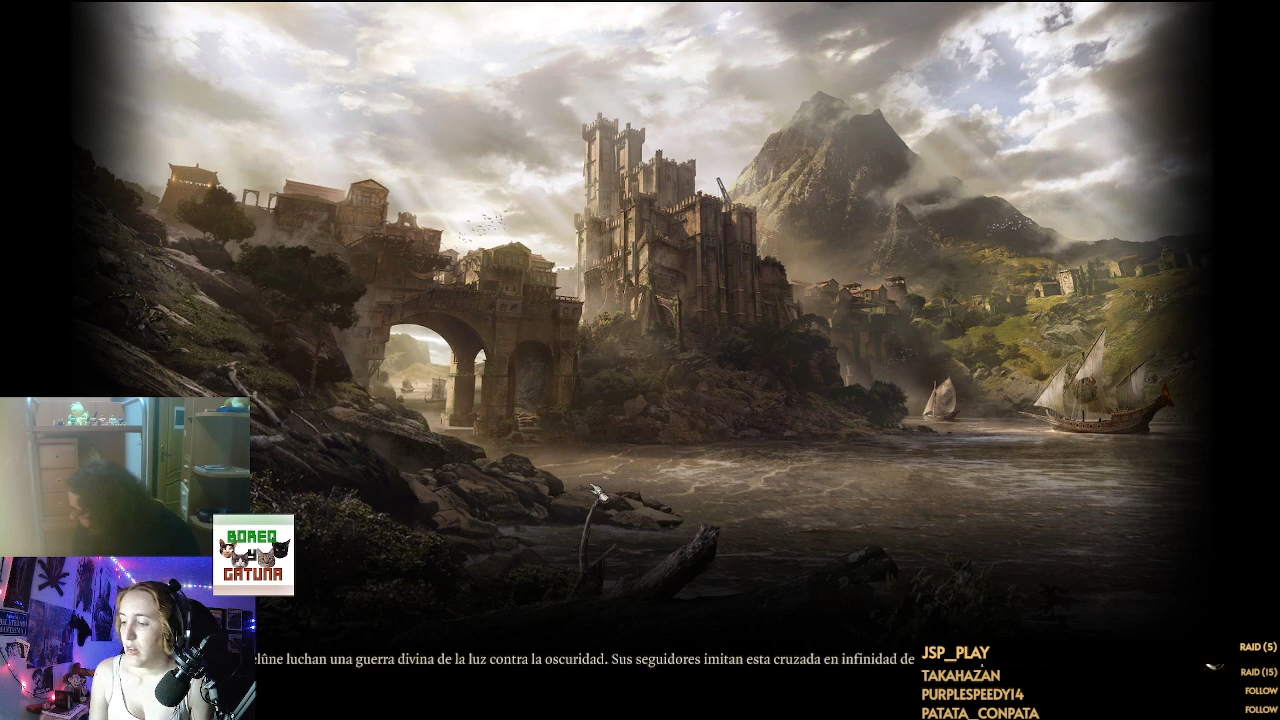 BOREO
Y
GATUNA
elûne luchan una guerra divina de la luz contra la oscuridad. Sus seguidores imitan esta cruzada en infinidad de
JSP_PLAY RAID (5)
TAKAHAZAN RAID (15)
PURPLESPEEDY14 FOLLOW
PATATA_CONPATA FOLLOW